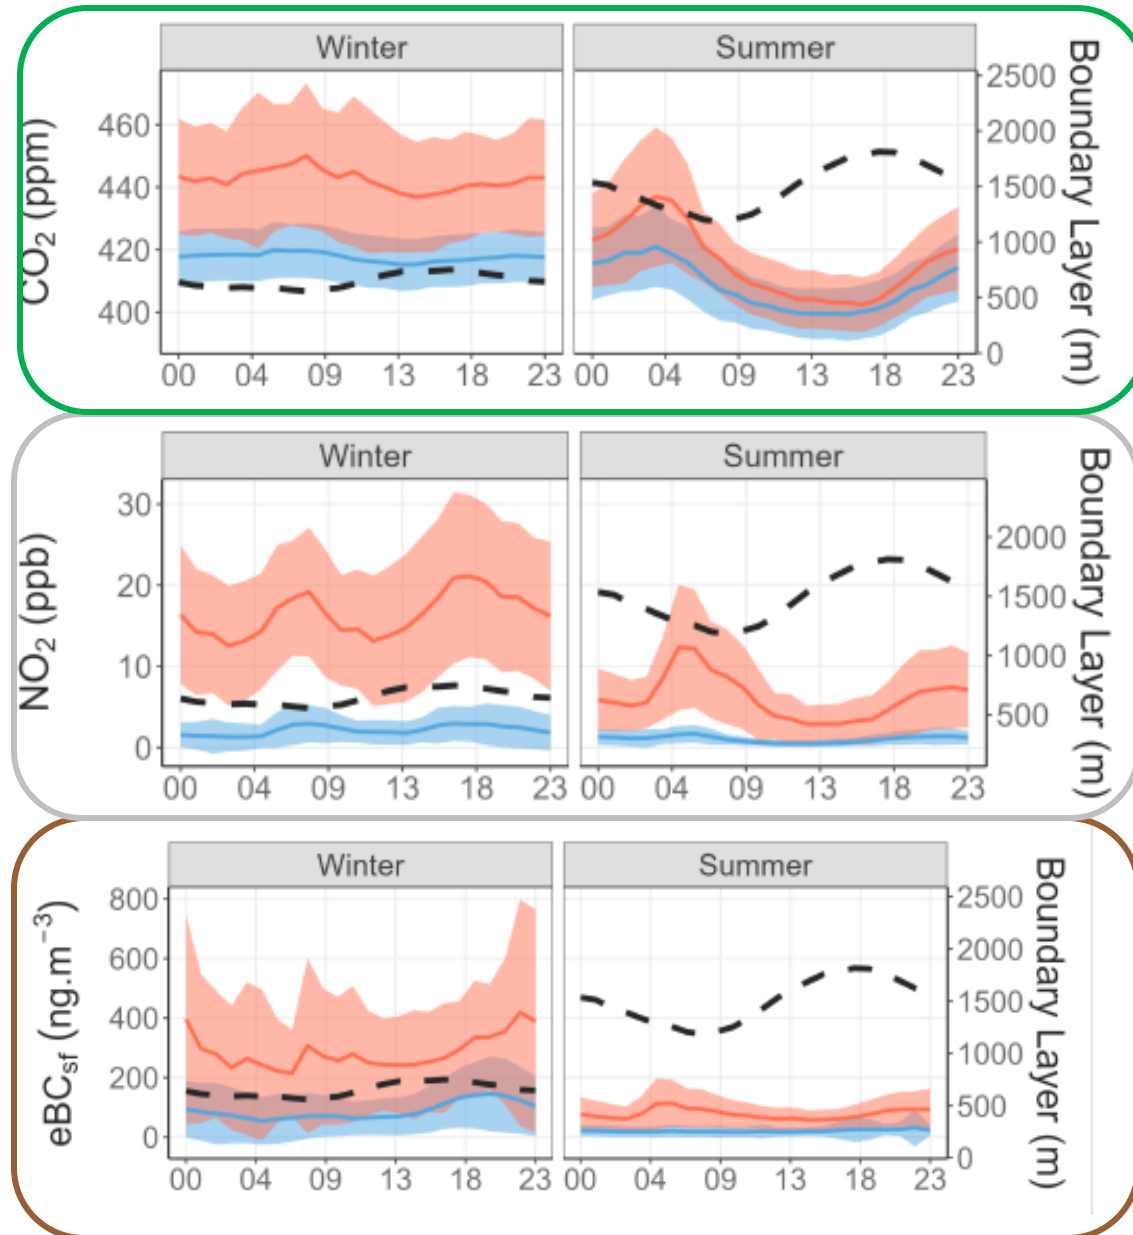 Winter
Summer
CO₂ (ppm)
460
440
420
400
2500
2000
1500
1000
500
0
Boundary Layer (m)
00 04 09 13 18 23
00 04 09 13 18 23
Winter
Summer
NO₂ (ppb)
30
20
10
0
2000
1500
1000
500
Boundary Layer (m)
00 04 09 13 18 23
00 04 09 13 18 23
Winter
Summer
eBCsf (ng.m⁻³)
800
600
400
200
0
2500
2000
1500
1000
500
0
Boundary Layer (m)
00 04 09 13 18 23
00 04 09 13 18 23